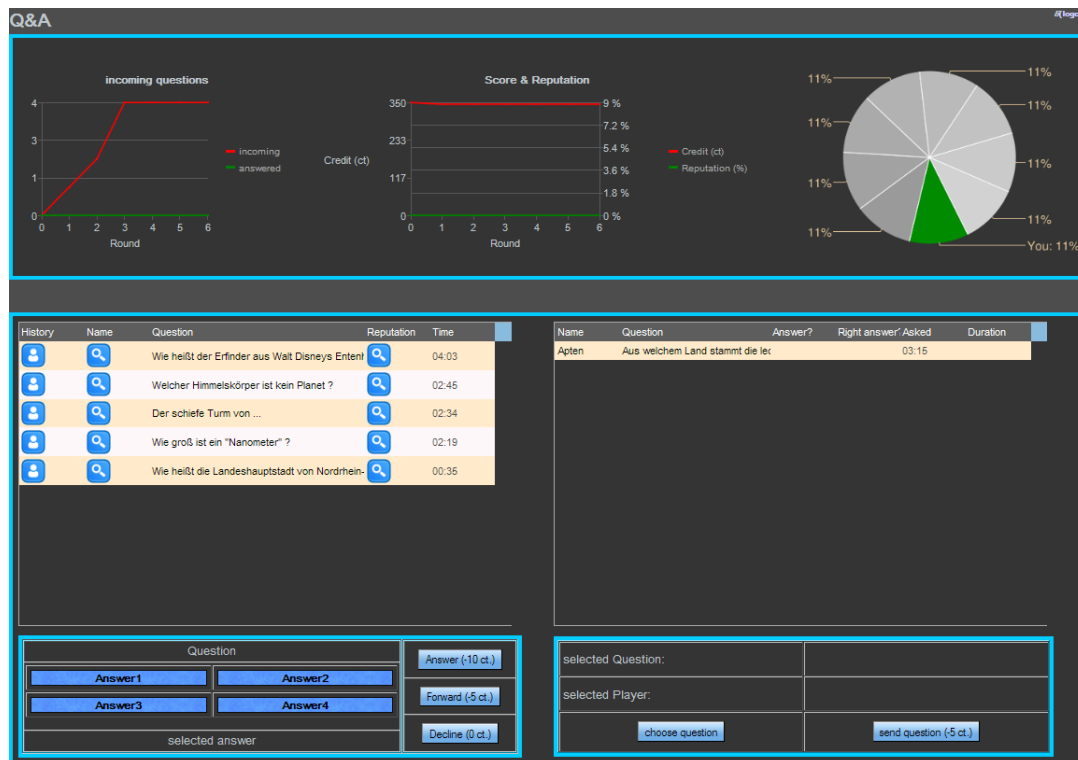 Q&A
logo
incoming questions
4
3
1
0
0 1 2 3 4 5 6
Round
incoming
answered
Score & Reputation
Credit (ct)
350
233
117
0
9 %
7.2 %
5.4 %
3.6 %
1.8 %
0 %
0 1 2 3 4 5 6
Round
Credit (ct)
Reputation (%)
11%
11%
11%
11%
11%
11%
11%
11%
You: 11%
History Name Question Reputation Time
Wie heißt der Erfinder aus Walt Disneys Entenh 04:03
Welcher Himmelskörper ist kein Planet ? 02:45
Der schiefe Turm von ... 02:34
Wie groß ist ein "Nanometer" ? 02:19
Wie heißt die Landeshauptstadt von Nordrhein- 00:35
Name Question Answer? Right answer? Asked Duration
Apten Aus welchem Land stammt die lec 03:15
Question
Answer1 Answer2
Answer3 Answer4
selected answer
Answer (-10 ct.)
Forward (-5 ct.)
Decline (0 ct.)
selected Question:
selected Player:
choose question send question (-5 ct.)